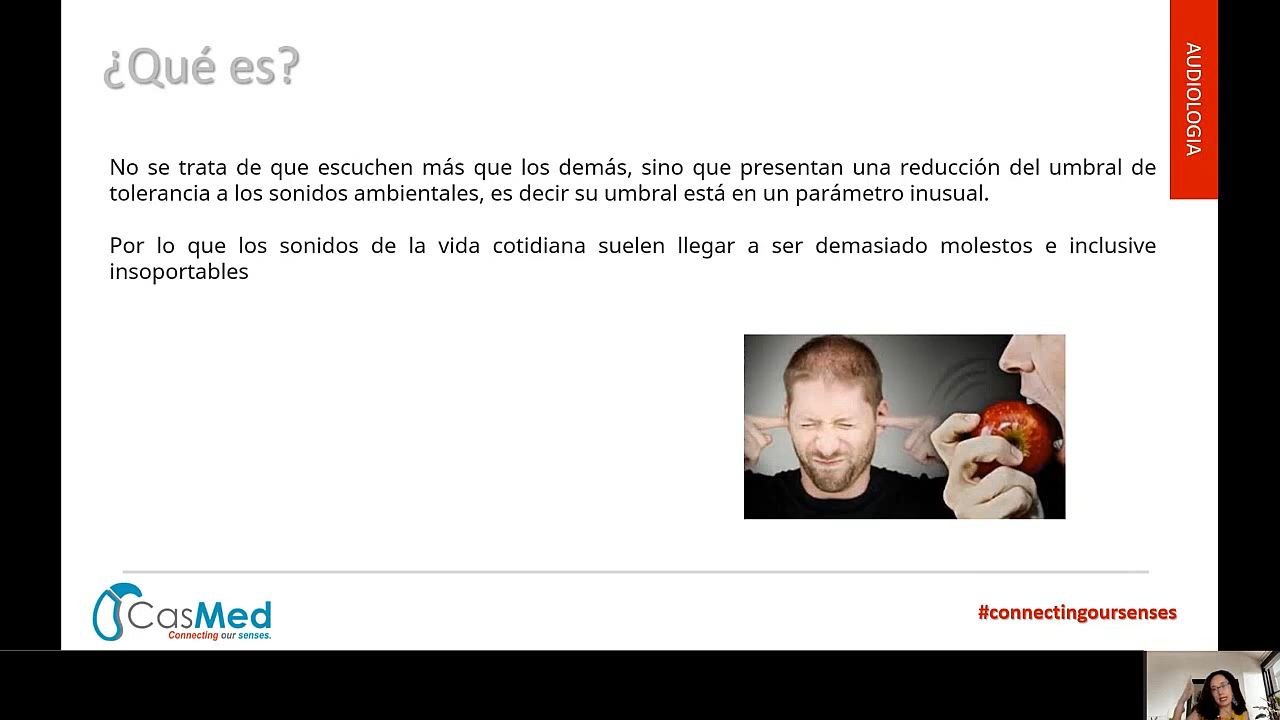 ¿Qué es?
AUDIOLOGIA
No se trata de que escuchen más que los demás, sino que presentan una reducción del umbral de
tolerancia a los sonidos ambientales, es decir su umbral está en un parámetro inusual.
Por lo que los sonidos de la vida cotidiana suelen llegar a ser demasiado molestos e inclusive
insoportables
CasMed
Connecting our senses.
#connectingoursenses